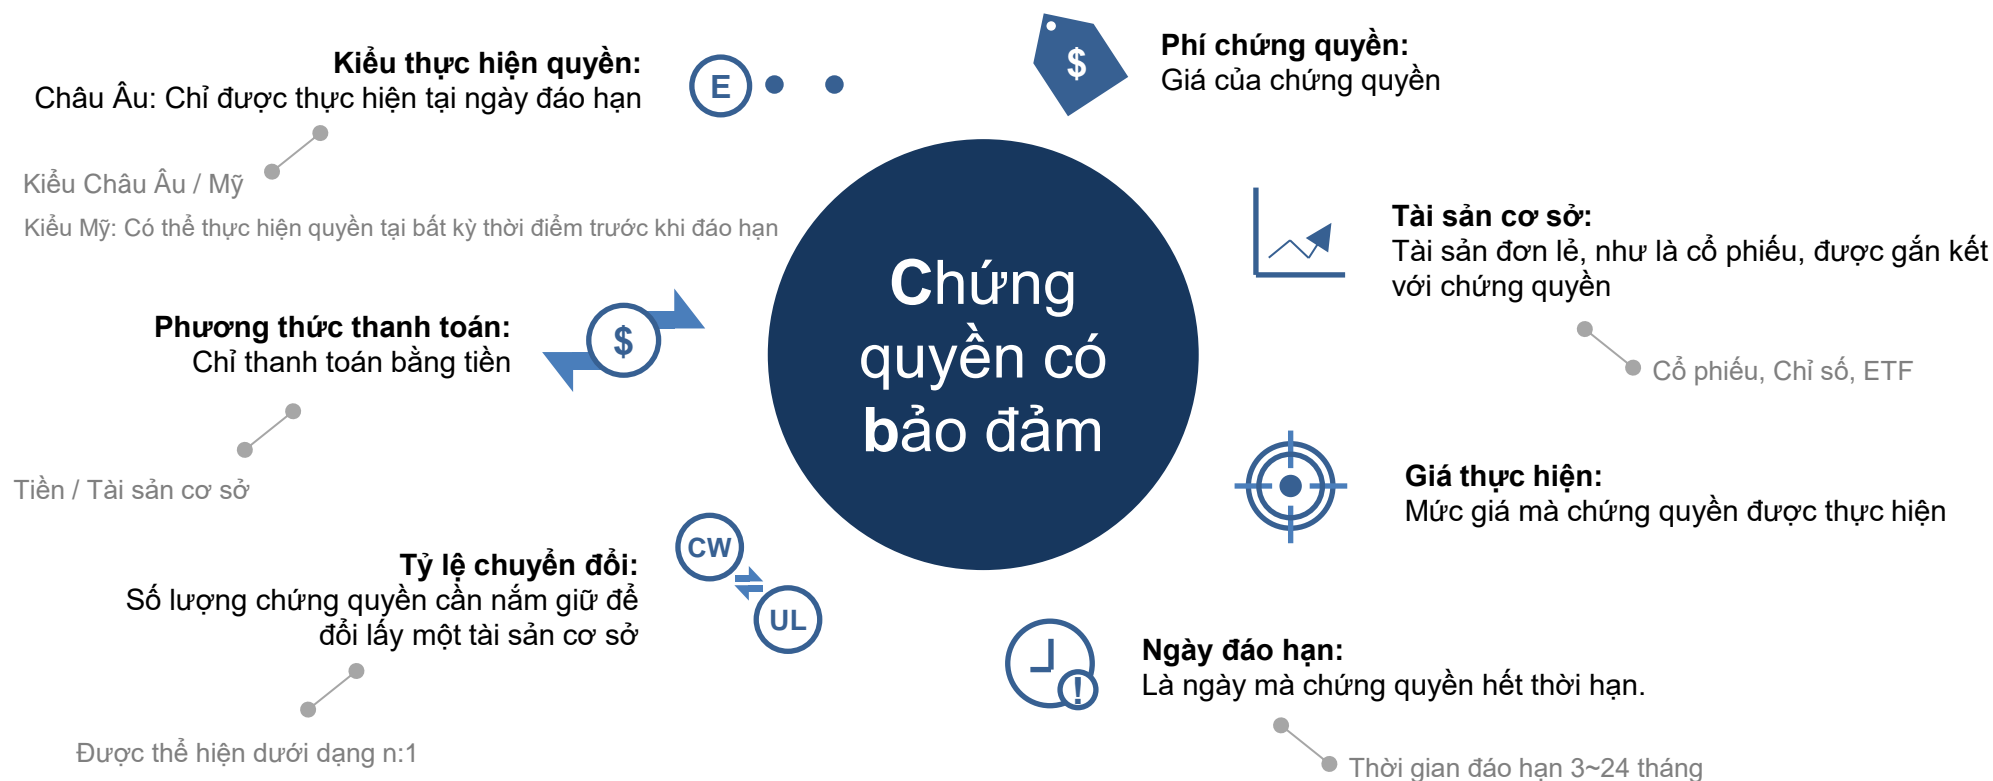 Kiểu thực hiện quyền:
Châu Âu: Chỉ được thực hiện tại ngày đáo hạn
E
Kiểu Châu Âu / Mỹ
Kiểu Mỹ: Có thể thực hiện quyền tại bất kỳ thời điểm trước khi đáo hạn
Phương thức thanh toán:
Chỉ thanh toán bằng tiền
$
Tiền / Tài sản cơ sở
Tỷ lệ chuyển đổi:
Số lượng chứng quyền cần nắm giữ để
đổi lấy một tài sản cơ sở
CW
UL
Được thể hiện dưới dạng n:1
Chứng
quyền có
bảo đảm
$
Phí chứng quyền:
Giá của chứng quyền
Tài sản cơ sở:
Tài sản đơn lẻ, như là cổ phiếu, được gắn kết
với chứng quyền
Cổ phiếu, Chỉ số, ETF
Giá thực hiện:
Mức giá mà chứng quyền được thực hiện
!
Ngày đáo hạn:
Là ngày mà chứng quyền hết thời hạn.
Thời gian đáo hạn 3~24 tháng